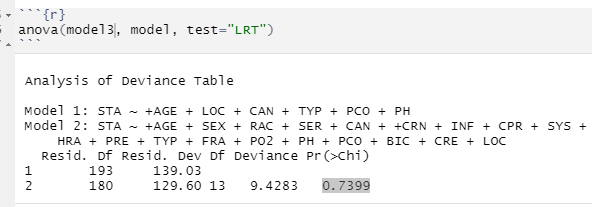 ```{r}
anova(model3, model, test="LRT")
```
Analysis of Deviance Table
Model 1: STA ~ +AGE + LOC + CAN + TYP + PCO + PH
Model 2: STA ~ +AGE + SEX + RAC + SER + CAN + +CRN + INF + CPR + SYS +
HRA + PRE + TYP + FRA + PO2 + PH + PCO + BIC + CRE + LOC
Resid. Df Resid. Dev Df Deviance Pr(>Chi)
1 193 139.03
2 180 129.60 13 9.4283 0.7399